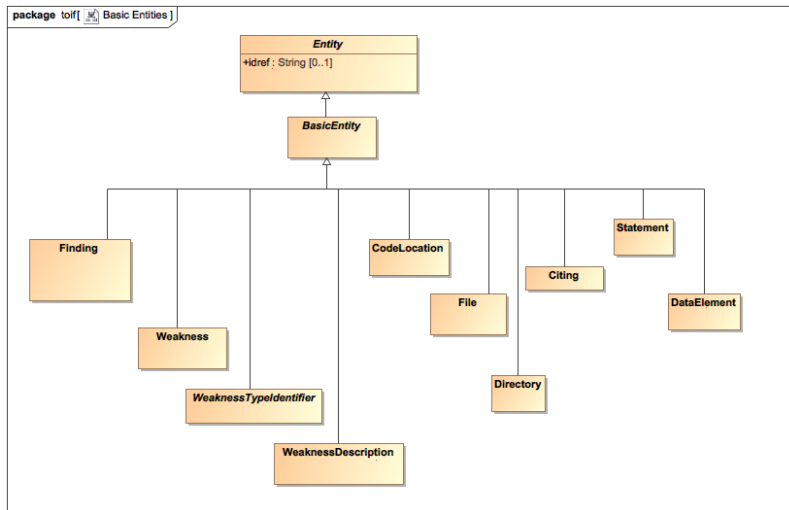 package toif[ Basic Entities ]
Entity
+idref : String [0..1]
BasicEntity
Finding
Weakness
WeaknessTypeIdentifier
WeaknessDescription
CodeLocation
File
Directory
Citing
Statement
DataElement